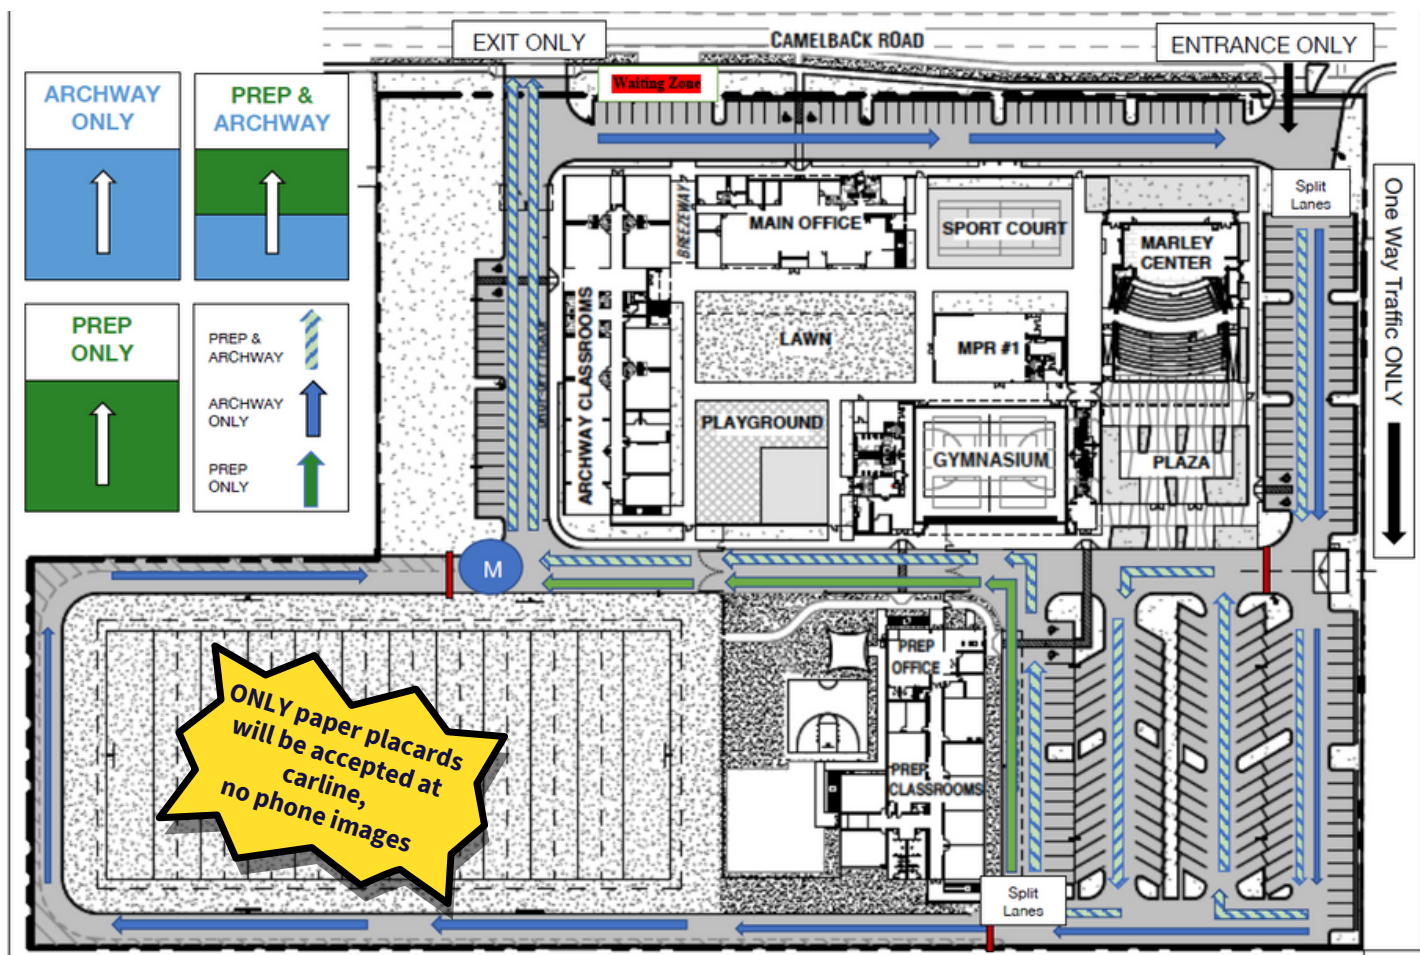 EXIT ONLY
CAMELBACK ROAD
ENTRANCE ONLY
Waiting Zone
ARCHWAY
ONLY
PREP &
ARCHWAY
PREP
ONLY
PREP &
ARCHWAY
ARCHWAY
ONLY
PREP
ONLY
Split
Lanes
One Way Traffic ONLY
BREEZEWAY
MAIN OFFICE
SPORT COURT
MARLEY
CENTER
ARCHWAY CLASSROOMS
LAWN
MPR #1
PLAYGROUND
GYMNASIUM
PLAZA
M
PREP
OFFICE
PREP
CLASSROOMS
ONLY paper placards
will be accepted at
carline,
no phone images
Split
Lanes